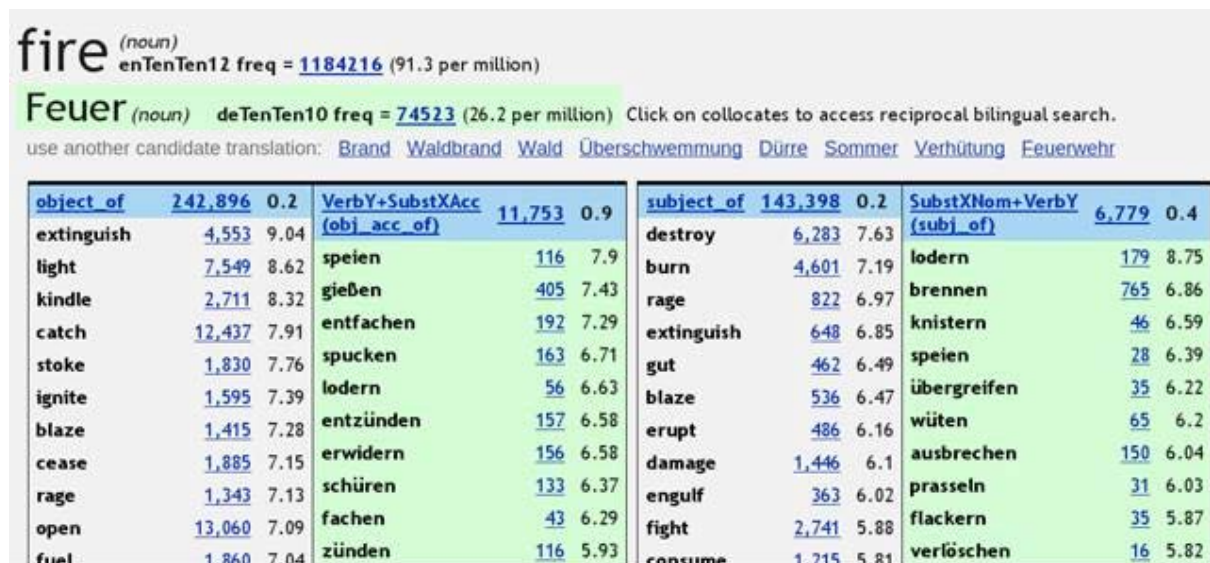 fire (noun)
enTenTen12 freq = 1184216 (91.3 per million)
Feuer (noun) deTenTen10 freq = 74523 (26.2 per million) Click on collocates to access reciprocal bilingual search.
use another candidate translation: Brand Waldbrand Wald Überschwemmung Dürre Sommer Verhütung Feuerwehr
object_of 242,896 0.2
extinguish 4,553 9.04
light 7,549 8.62
kindle 2,711 8.32
catch 12,437 7.91
stoke 1,830 7.76
ignite 1,595 7.39
blaze 1,415 7.28
cease 1,885 7.15
rage 1,343 7.13
open 13,060 7.09
fuel 1,860 7.04
VerbY+SubstXAcc
(obj_acc_of) 11,753 0.9
speien 116 7.9
gießen 405 7.43
entfachen 192 7.29
spucken 163 6.71
lodern 56 6.63
entzünden 157 6.58
erwidern 156 6.58
schüren 133 6.37
fachen 43 6.29
zünden 116 5.93
subject_of 143,398 0.2
destroy 6,283 7.63
burn 4,601 7.19
rage 822 6.97
extinguish 648 6.85
gut 462 6.49
blaze 536 6.47
erupt 486 6.16
damage 1,446 6.1
engulf 363 6.02
fight 2,741 5.88
consume 1,215 5.81
SubstXNom+VerbY
(subj_of) 6,779 0.4
lodern 179 8.75
brennen 765 6.86
knistern 46 6.59
speien 28 6.39
übergreifen 35 6.22
wüten 65 6.2
ausbrechen 150 6.04
prasseln 31 6.03
flackern 35 5.87
verlöschen 16 5.82